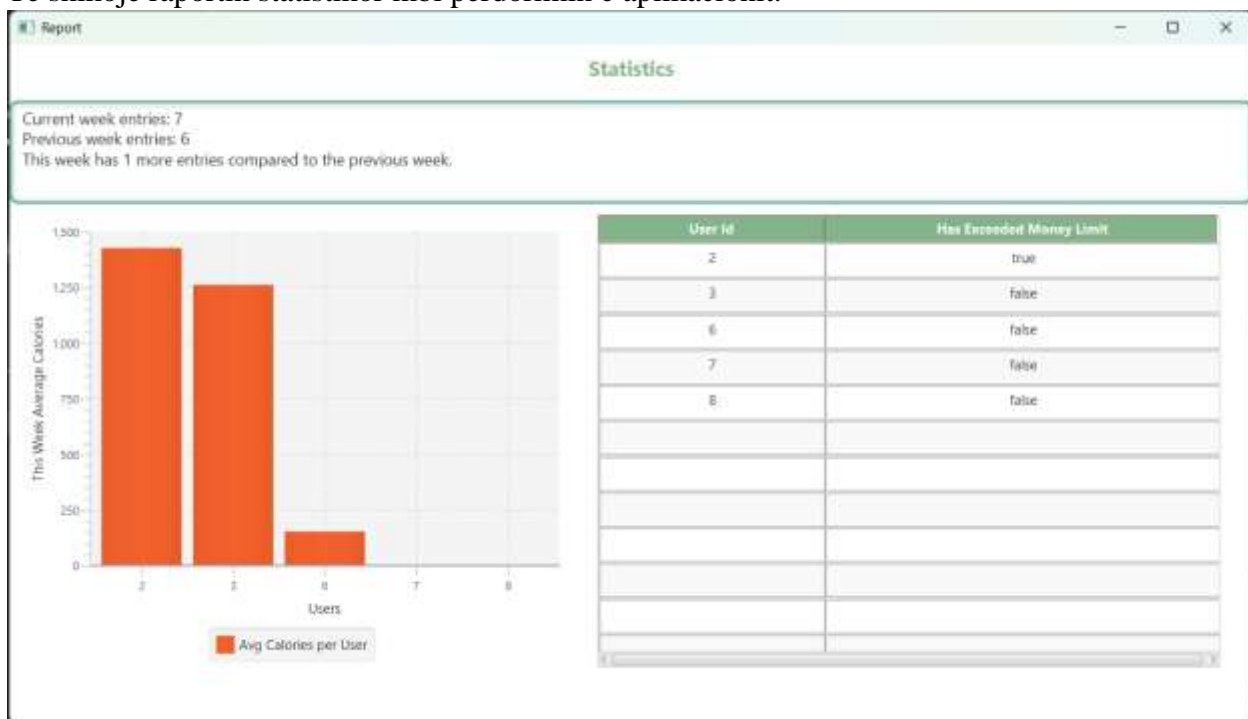 Report
Statistics
Current week entries: 7
Previous week entries: 6
This week has 1 more entries compared to the previous week.
1,500
1,250
1,000
750
500
250
0
This Week Average Calories
2 3 6 7 8
Users
Avg Calories per User
User Id Has Exceeded Money Limit
2 true
3 false
6 false
7 false
8 false